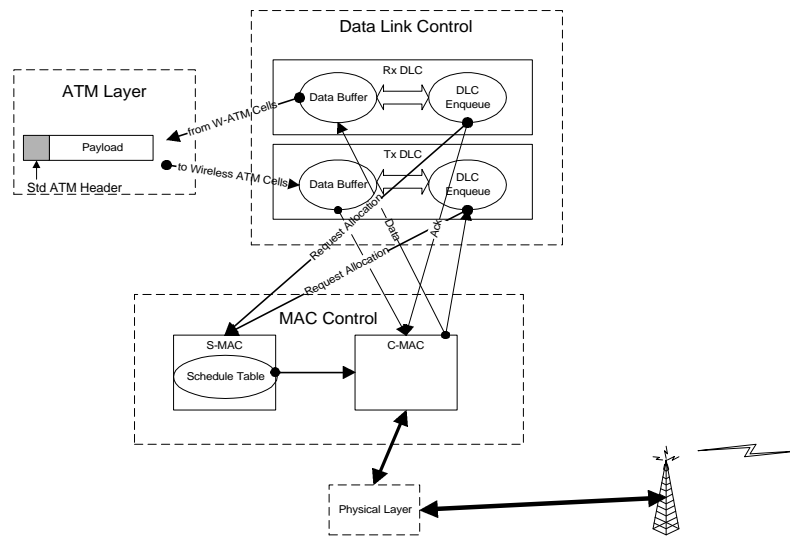 Data Link Control
Rx DLC
Data Buffer
DLC
Enqueue
ATM Layer
from W-ATM Cells
Payload
Std ATM Header
to Wireless ATM Cells
Tx DLC
Data Buffer
DLC
Enqueue
Request Allocation
Data
Ack
Request Allocation
MAC Control
S-MAC
Schedule Table
C-MAC
Physical Layer